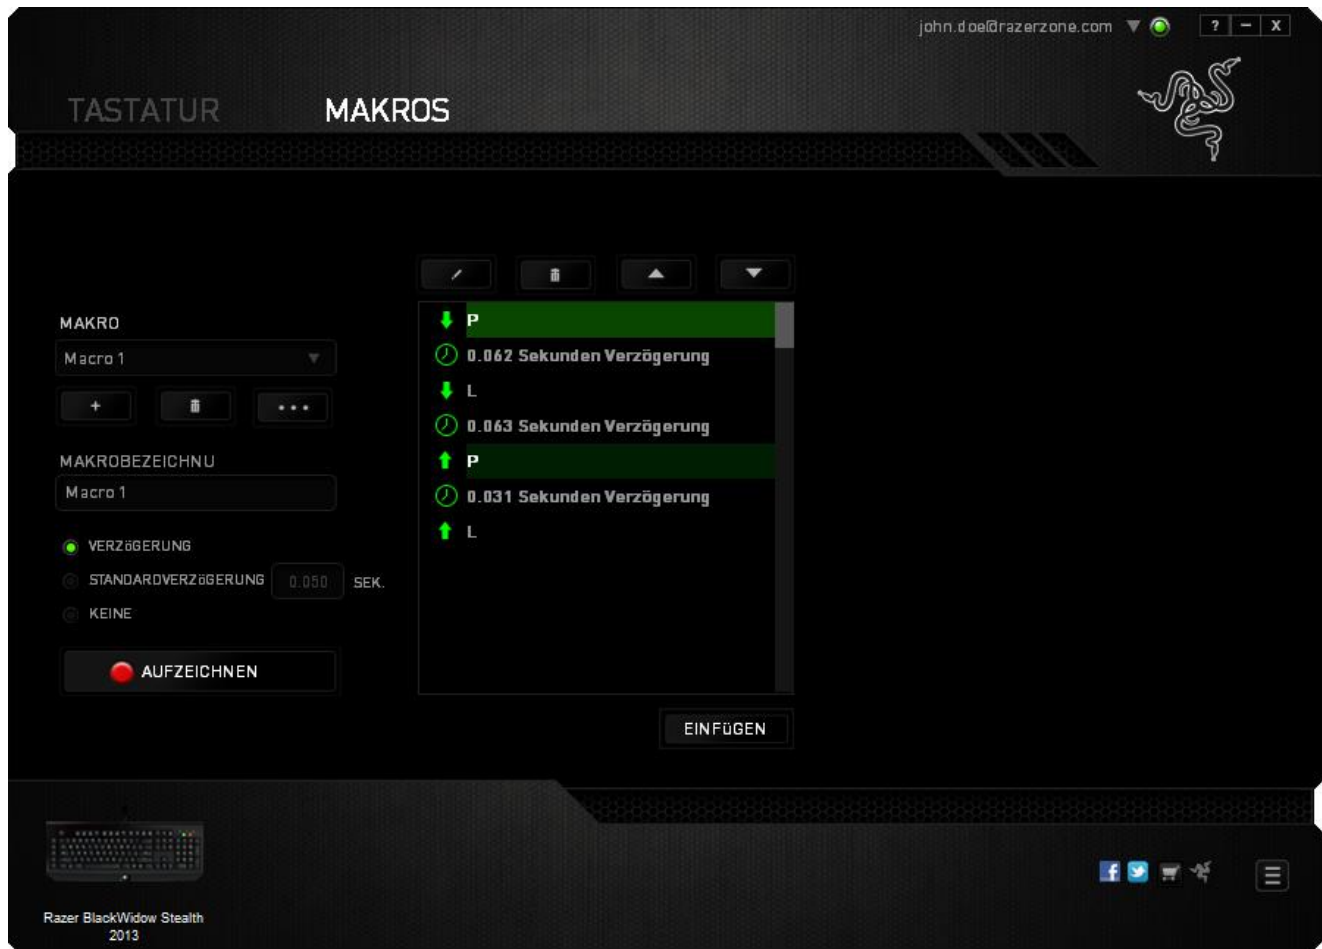 john.doe@razerzone.com
? – X
TASTATUR MAKROS
MAKRO
Macro 1
+
MAKROBEZEICHNU
Macro 1
VERZöGERUNG
STANDARDVERZöGERUNG 0.050 SEK.
KEINE
AUFZEICHNEN
P
0.062 Sekunden Verzögerung
L
0.063 Sekunden Verzögerung
P
0.031 Sekunden Verzögerung
L
EINFüGEN
Razer BlackWidow Stealth
2013